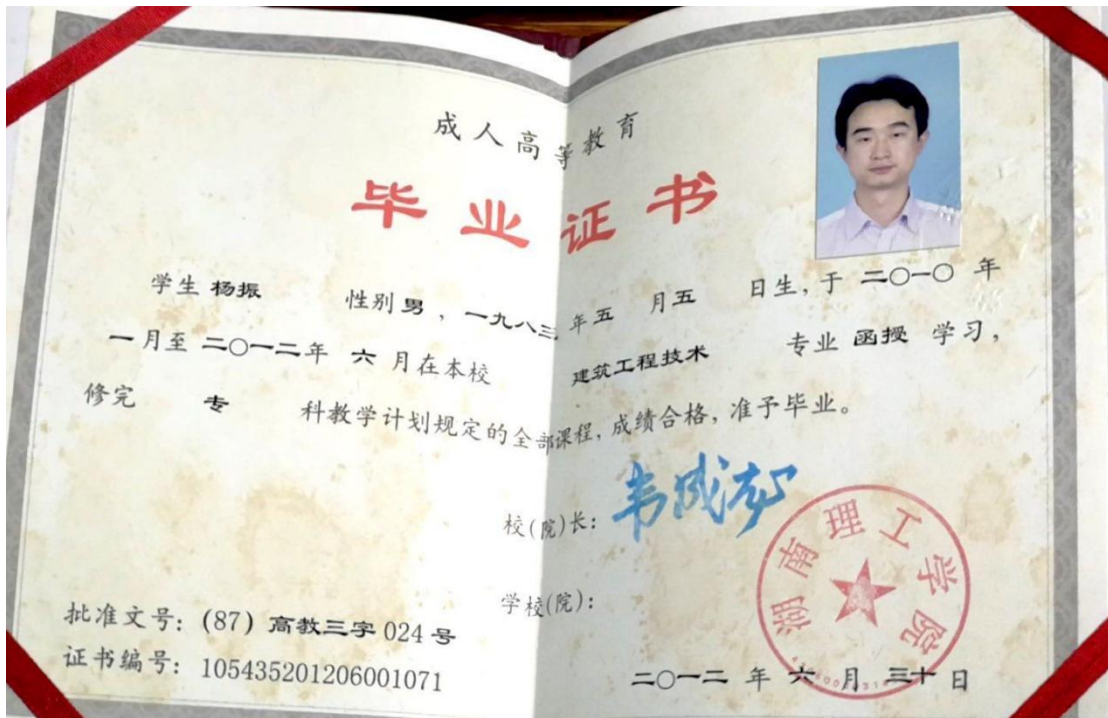 成人高等教育
毕业证书
学生 杨振 性别 男 ，一九八三 年 五 月 五 日生，于 二〇一〇 年
一 月至 二〇一二 年 六 月在本校 建筑工程技术 专业 函授 学习，
修完 专 科教学计划规定的全部课程，成绩合格，准予毕业。
校(院)长：
湖南理工学院
学校(院)：
批准文号：(87) 高教三字 024 号
证书编号：105435201206001071
二〇一二 年 六 月 三十 日